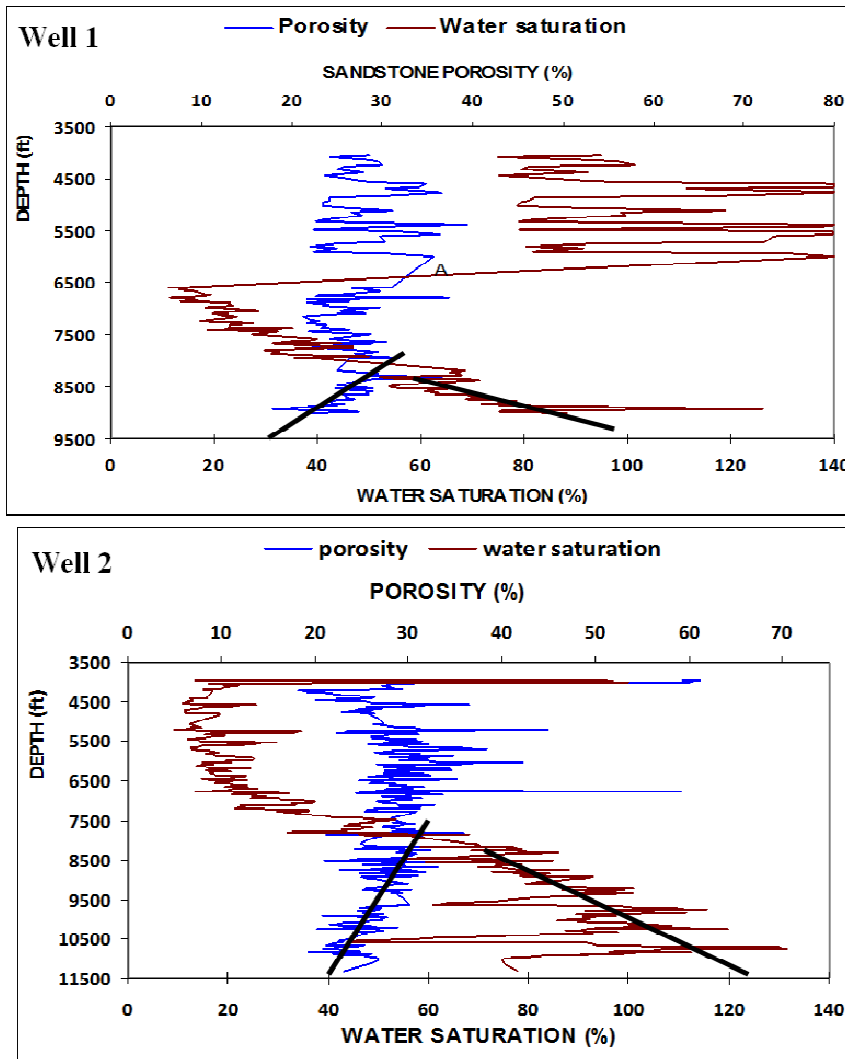 Well 1
Porosity Water saturation
SANDSTONE POROSITY (%)
0 10 20 30 40 50 60 70 80
DEPTH (ft)
3500
4500
5500
A
6500
7500
8500
9500
0 20 40 60 80 100 120 140
WATER SATURATION (%)
Well 2
porosity water saturation
POROSITY (%)
0 10 20 30 40 50 60 70
DEPTH (ft)
3500
4500
5500
6500
7500
8500
9500
10500
11500
0 20 40 60 80 100 120 140
WATER SATURATION (%)